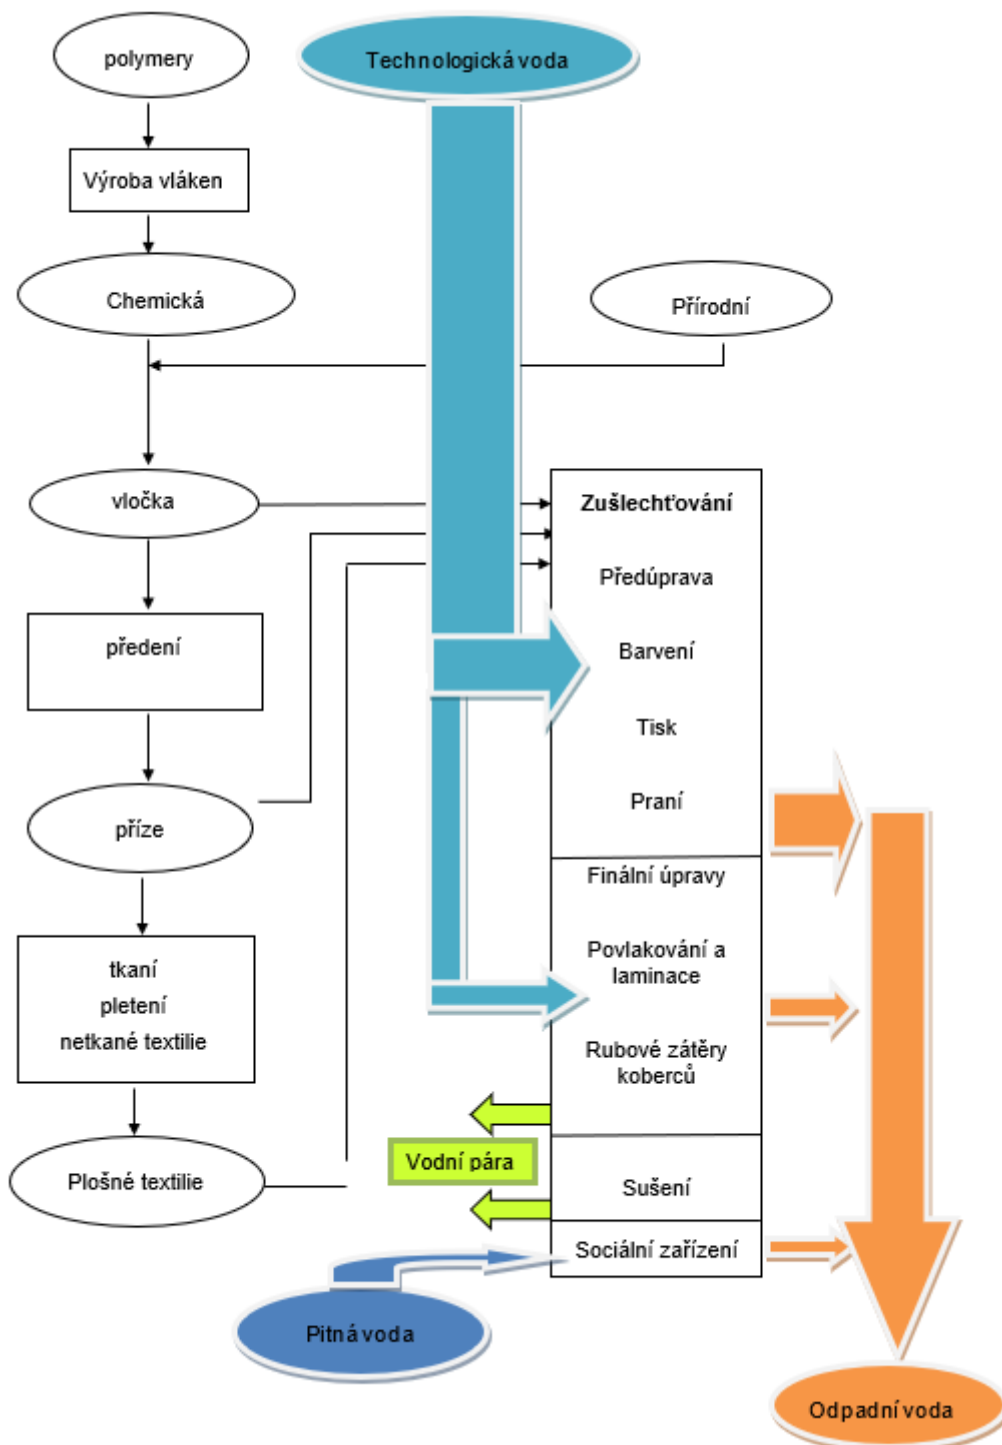 polymery
Technologická voda
Výroba vláken
Chemická
Přírodní
vločka
předení
příze
tkaní
pletení
netkané textilie
Plošné textilie
Zušlechťování
Předúprava
Barvení
Tisk
Praní
Finální úpravy
Povlakování a
laminace
Rubové zátěry
koberců
Vodní pára
Sušení
Sociální zařízení
Pitná voda
Odpadní voda